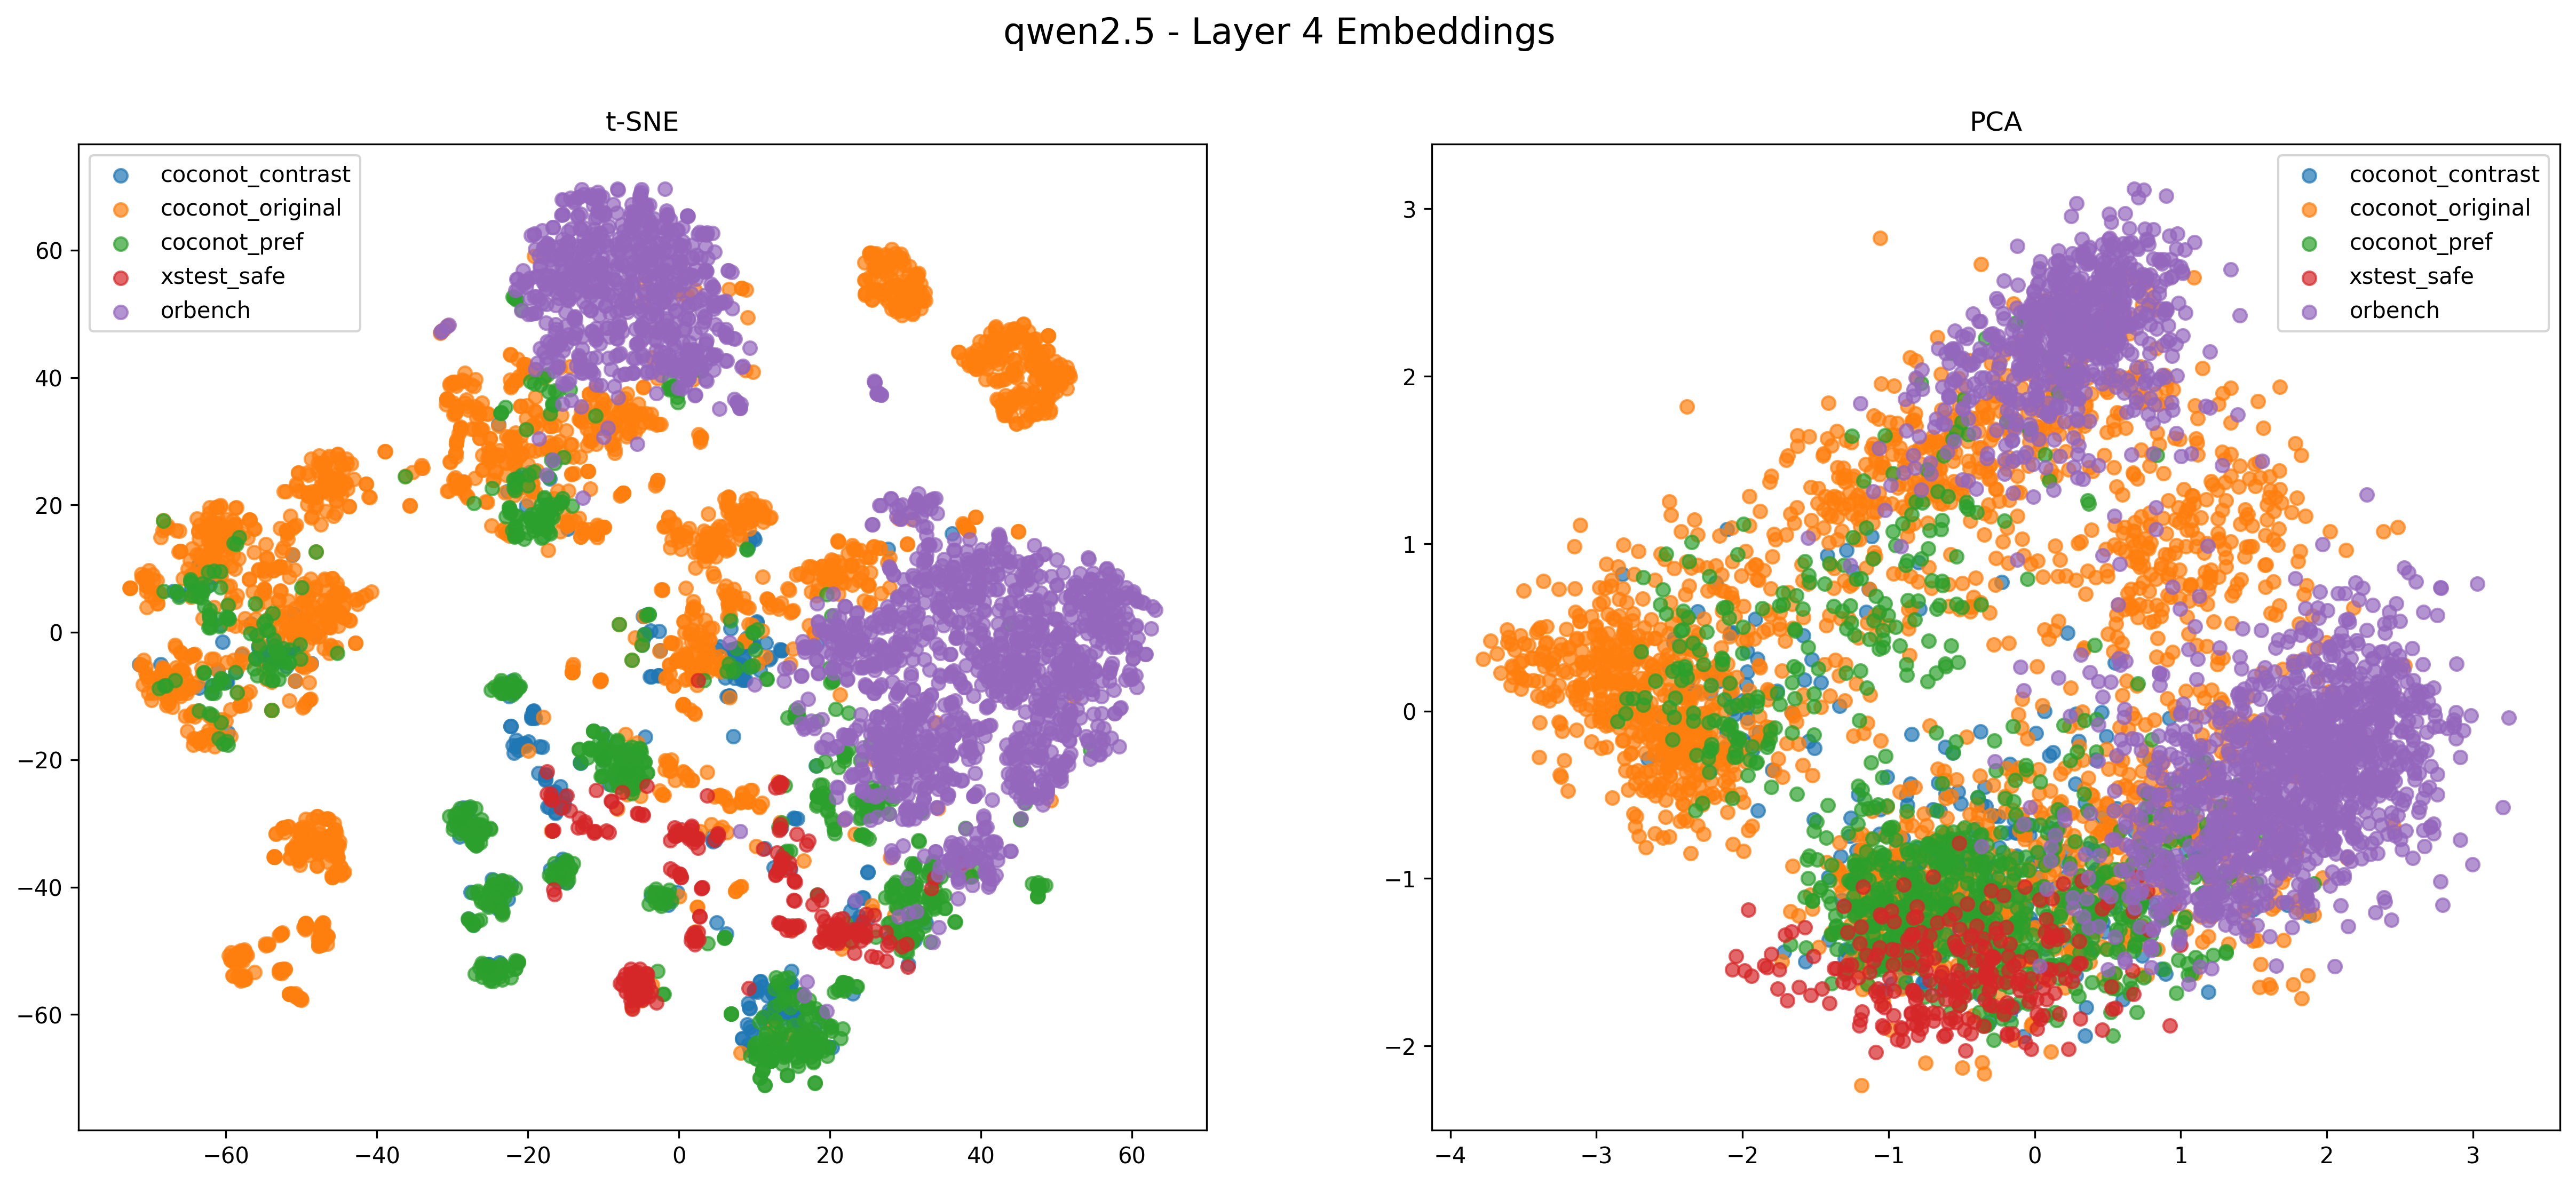 qwen2.5 - Layer 4 Embeddings
t-SNE
coconot_contrast
coconot_original
coconot_pref
xstest_safe
orbench
60
40
20
0
−20
−40
−60
−60 −40 −20 0 20 40 60
PCA
coconot_contrast
coconot_original
coconot_pref
xstest_safe
orbench
3
2
1
0
−1
−2
−4 −3 −2 −1 0 1 2 3